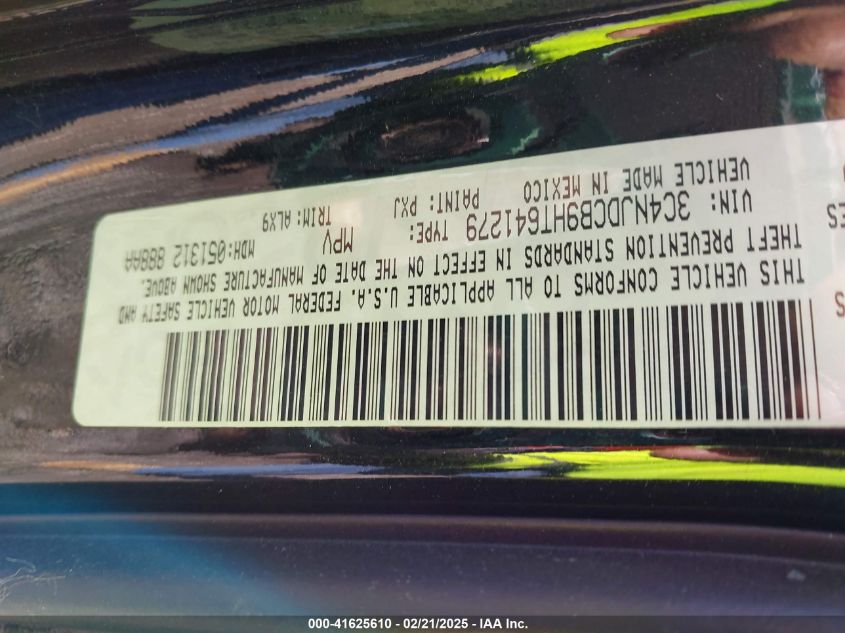 THIS VEHICLE CONFORMS TO ALL APPLICABLE U.S.A. FEDERAL MOTOR VEHICLE SAFETY AND
THEFT PREVENTION STANDARDS IN EFFECT ON THE DATE OF MANUFACTURE SHOWN ABOVE.
VIN: 3C4NJDCB9HT641279 TYPE: MPV MDH: 051312 888AA
VEHICLE MADE IN MEXICO PAINT: PXJ TRIM: ALX9
000-41625610 - 02/21/2025 - IAA Inc.